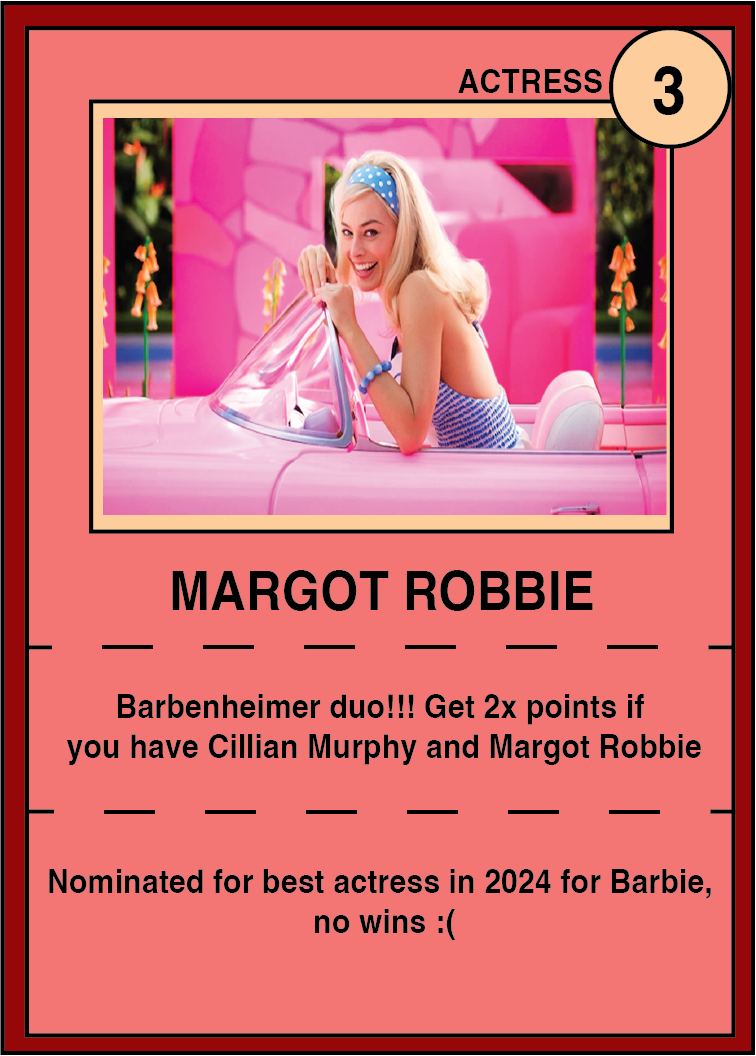 ACTRESS
3
MARGOT ROBBIE
Barbenheimer duo!!! Get 2x points if
you have Cillian Murphy and Margot Robbie
Nominated for best actress in 2024 for Barbie,
no wins :(